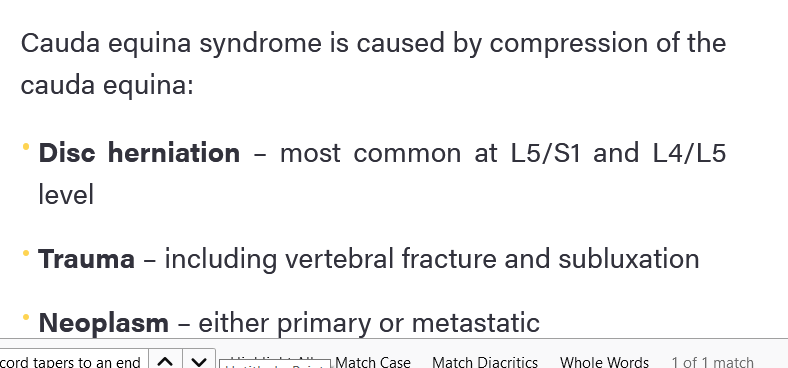 Cauda equina syndrome is caused by compression of the
cauda equina:
Disc herniation – most common at L5/S1 and L4/L5
level
Trauma – including vertebral fracture and subluxation
Neoplasm – either primary or metastatic
cord tapers to an end Match Case Match Diacritics Whole Words 1 of 1 match